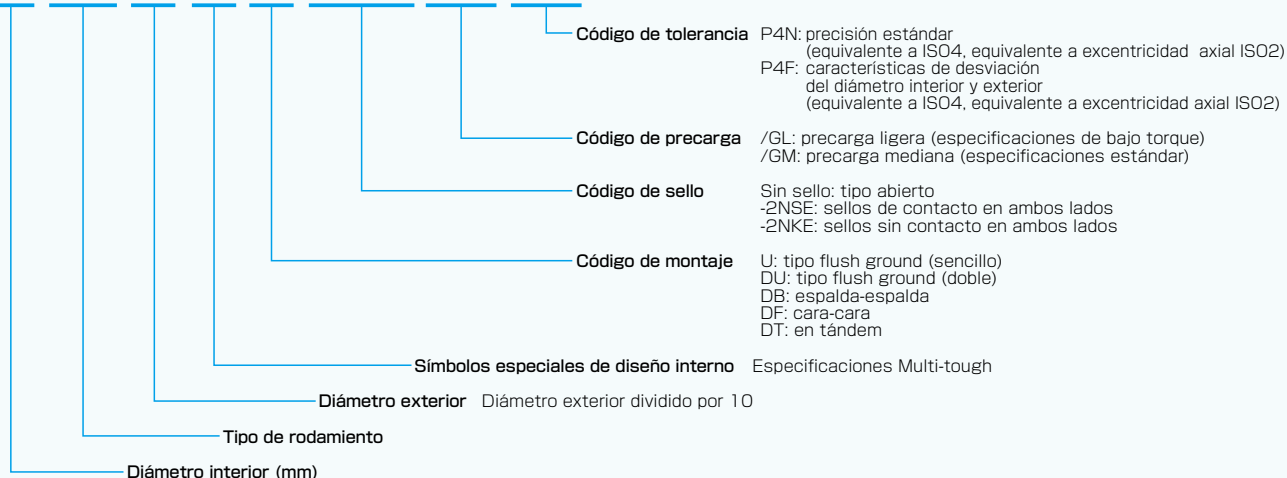 Código de tolerancia P4N: precisión estándar
(equivalente a ISO4, equivalente a excentricidad axial ISO2)
P4F: características de desviación
del diámetro interior y exterior
(equivalente a ISO4, equivalente a excentricidad axial ISO2)
Código de precarga /GL: precarga ligera (especificaciones de bajo torque)
/GM: precarga mediana (especificaciones estándar)
Código de sello Sin sello: tipo abierto
-2NSE: sellos de contacto en ambos lados
-2NKE: sellos sin contacto en ambos lados
Código de montaje U: tipo flush ground (sencillo)
DU: tipo flush ground (doble)
DB: espalda-espalda
DF: cara-cara
DT: en tándem
Símbolos especiales de diseño interno Especificaciones Multi-tough
Diámetro exterior Diámetro exterior dividido por 10
Tipo de rodamiento
Diámetro interior (mm)